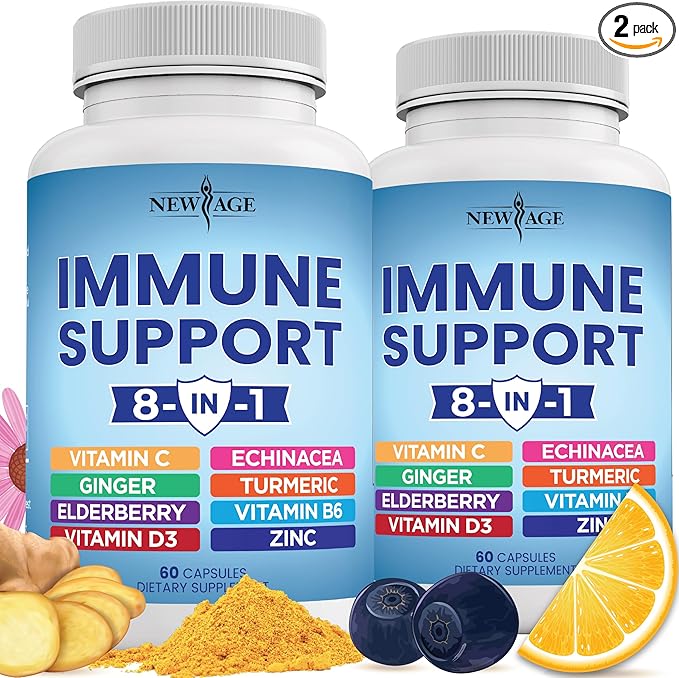 2 pack
NEW AGE
IMMUNE
SUPPORT
8-IN-1
VITAMIN C
ECHINACEA
GINGER
TURMERIC
ELDERBERRY
VITAMIN B6
VITAMIN D3
ZINC
60 CAPSULES
DIETARY SUPPLEMENT
NEW AGE
IMMUNE
SUPPORT
8-IN-1
VITAMIN C
ECHINACEA
GINGER
TURMERIC
ELDERBERRY
VITAMIN
VITAMIN D3
ZIN
60 CAPSULES
DIETARY SUPPLEMENT